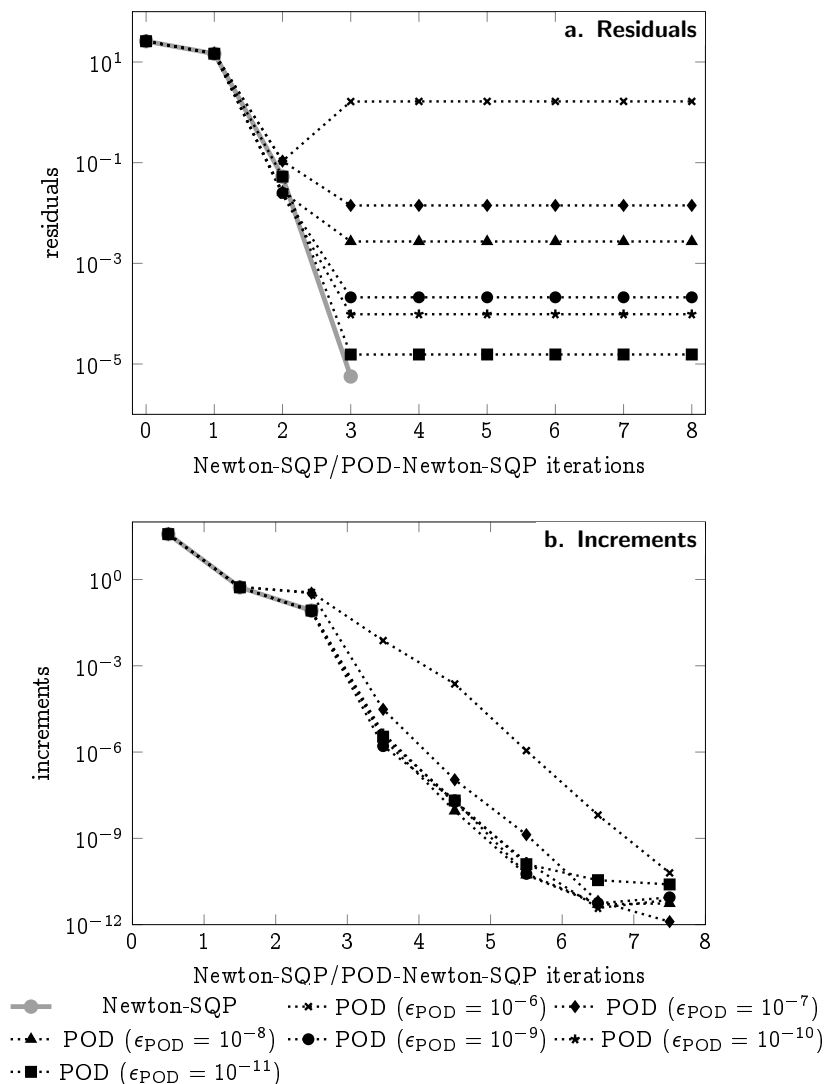 a. Residuals
10^1
10^−1
10^−3
10^−5
residuals
0 1 2 3 4 5 6 7 8
Newton-SQP/POD-Newton-SQP iterations
b. Increments
10^0
10^−3
10^−6
10^−9
10^−12
increments
0 1 2 3 4 5 6 7 8
Newton-SQP/POD-Newton-SQP iterations
Newton-SQP POD (ϵ_POD = 10^−6) POD (ϵ_POD = 10^−7)
POD (ϵ_POD = 10^−8) POD (ϵ_POD = 10^−9) POD (ϵ_POD = 10^−10)
POD (ϵ_POD = 10^−11)